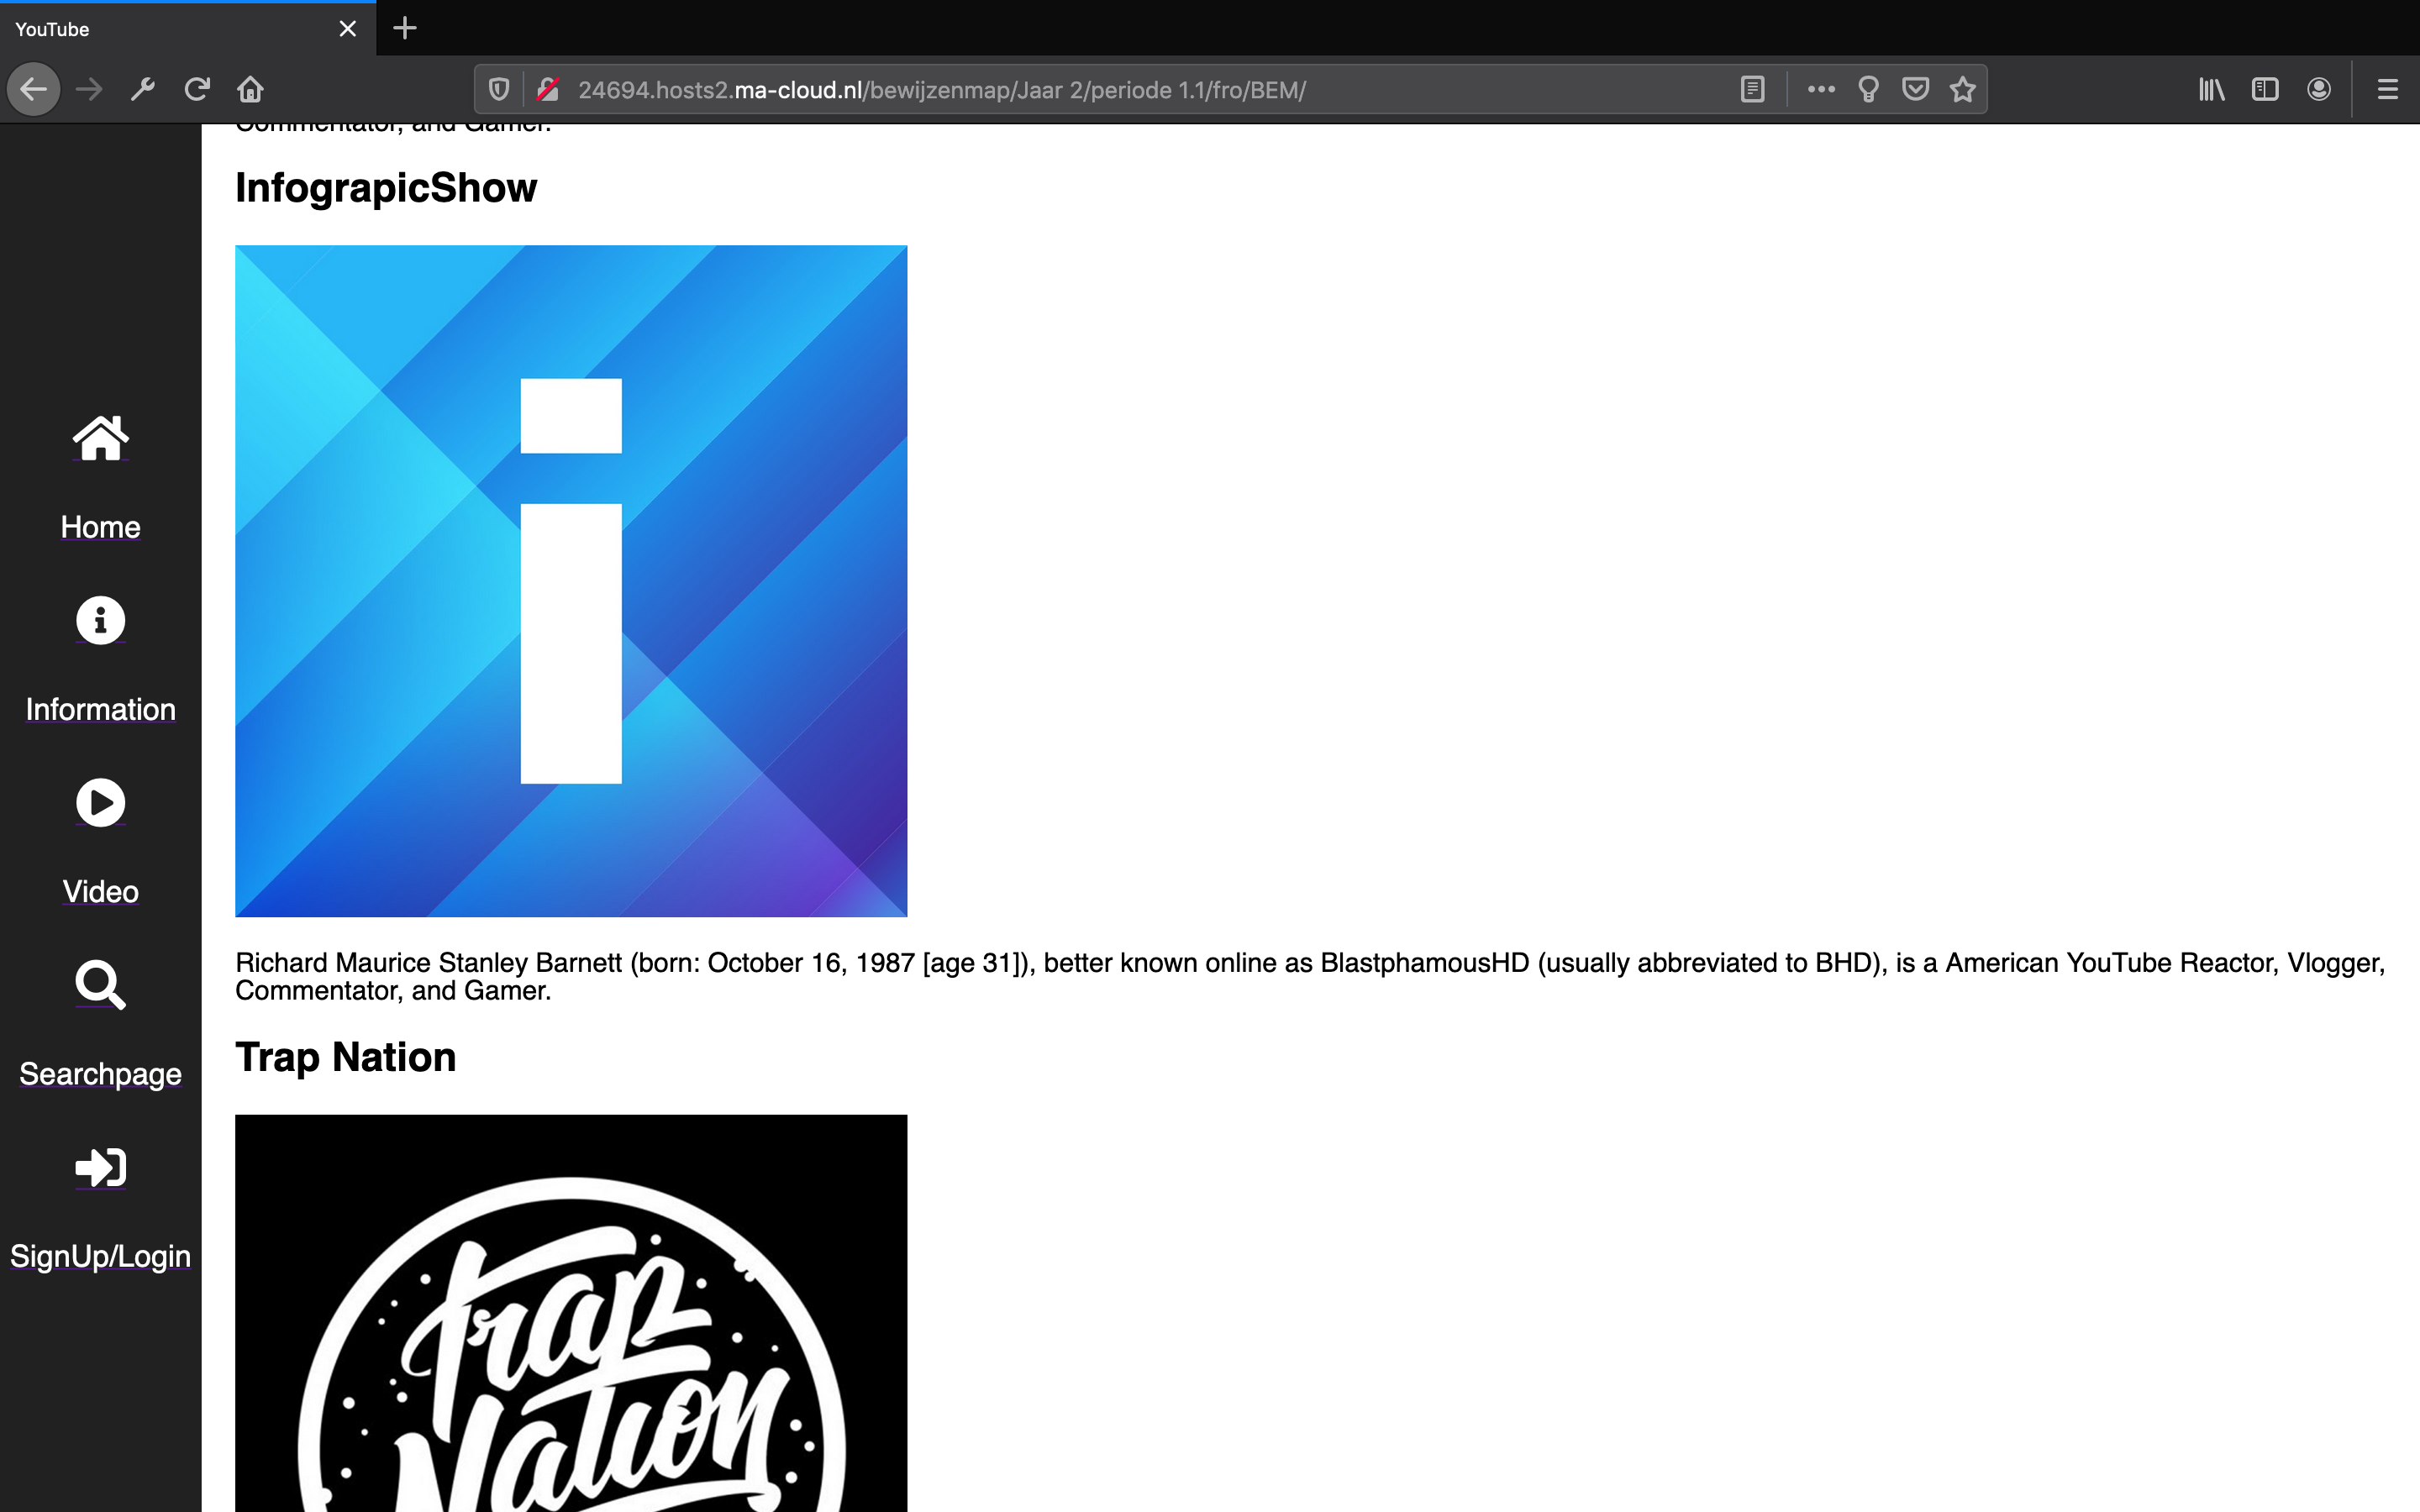 YouTube
24694.hosts2.ma-cloud.nl/bewijzenmap/Jaar 2/periode 1.1/fro/BEM/
Commentator, and Gamer.
InfograpicShow
i
Home
Information
Video
Searchpage
SignUp/Login
Richard Maurice Stanley Barnett (born: October 16, 1987 [age 31]), better known online as BlastphamousHD (usually abbreviated to BHD), is a American YouTube Reactor, Vlogger,
Commentator, and Gamer.
Trap Nation
Trap
Nation